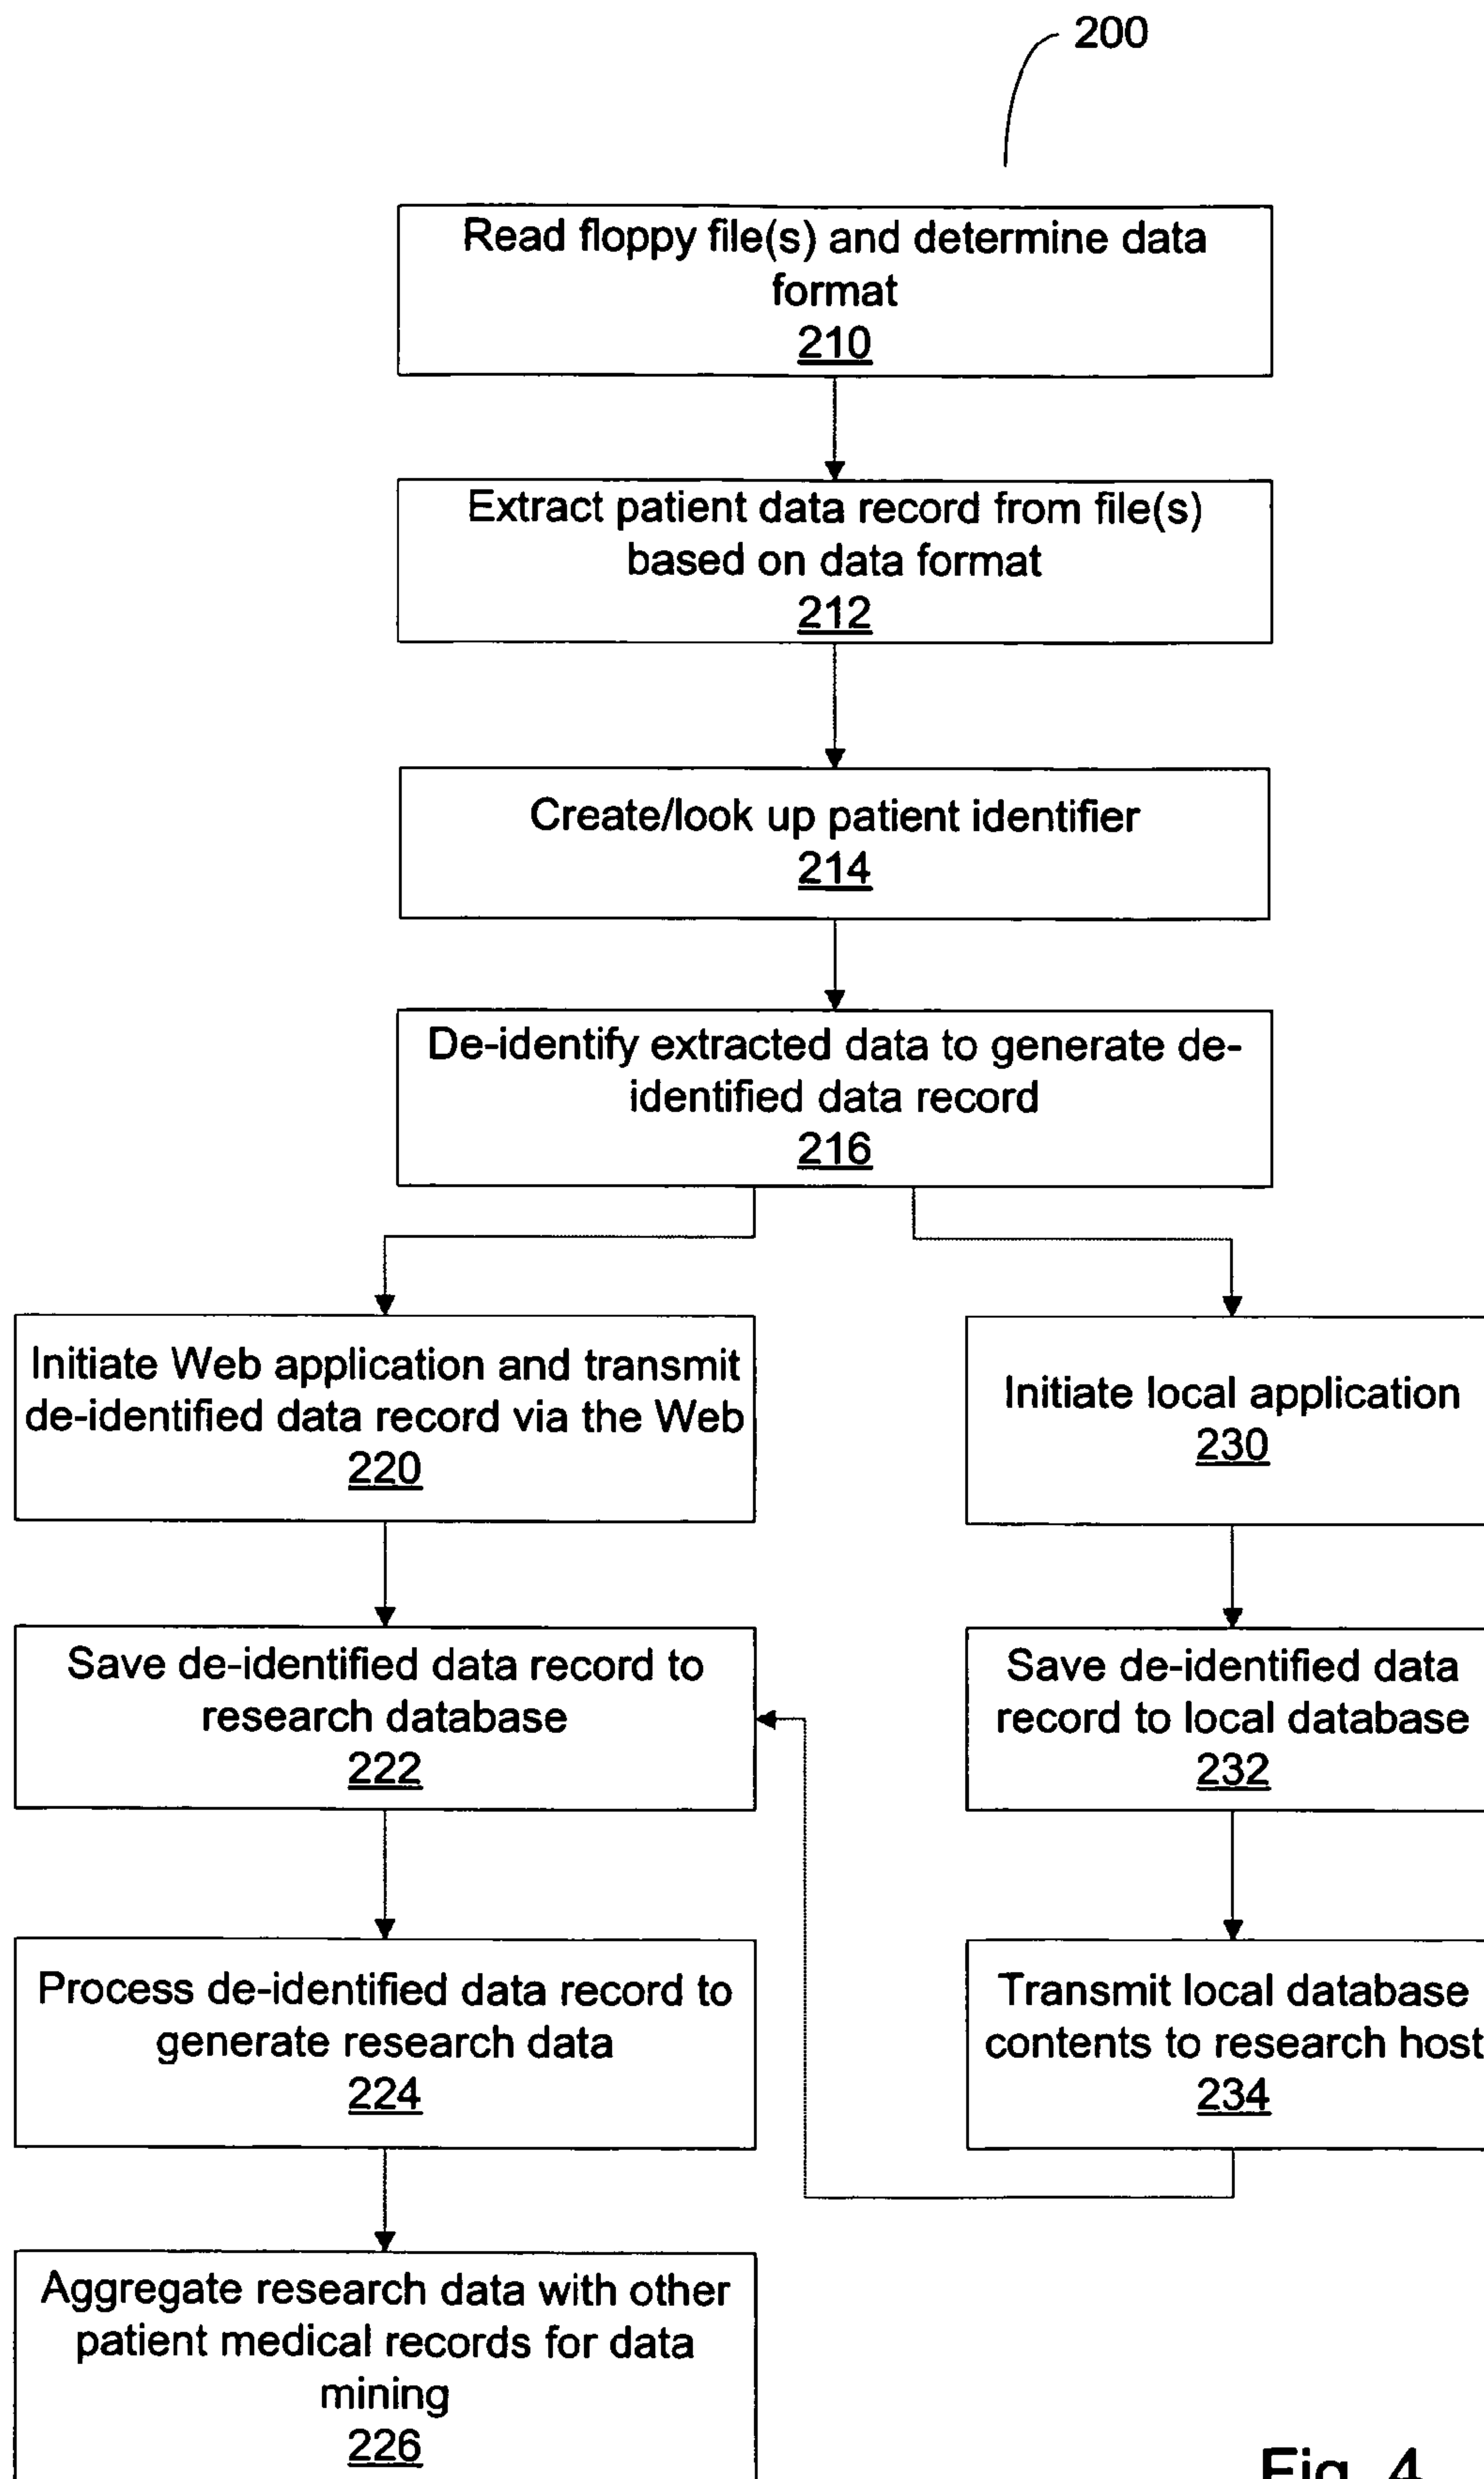 200
Read floppy file(s) and determine data
format
210
Extract patient data record from file(s)
based on data format
212
Create/look up patient identifier
214
De-identify extracted data to generate de-
identified data record
216
Initiate Web application and transmit
de-identified data record via the Web
220
Initiate local application
230
Save de-identified data record to
research database
222
Save de-identified data
record to local database
232
Process de-identified data record to
generate research data
224
Transmit local database
contents to research host
234
Aggregate research data with other
patient medical records for data
mining
226
Fig. 4